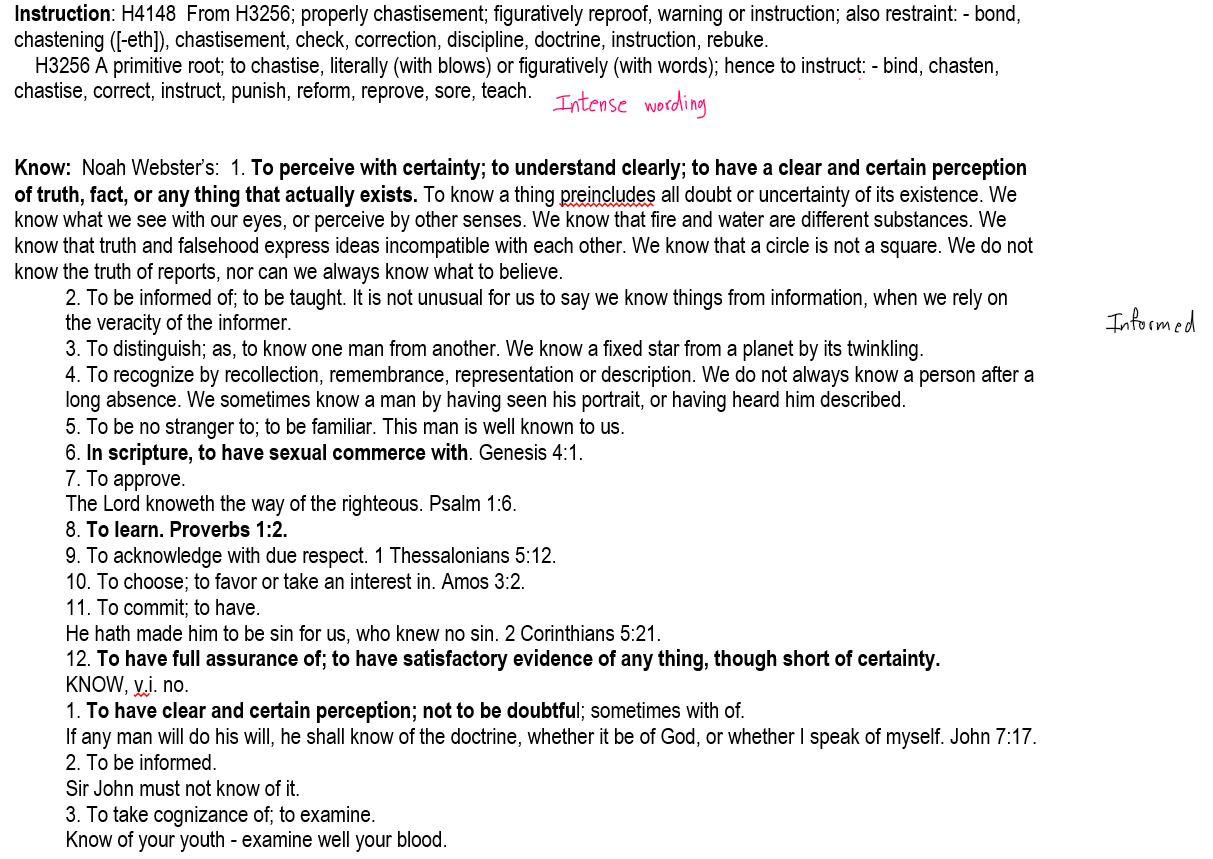 Instruction: H4148  From H3256; properly chastisement; figuratively reproof, warning or instruction; also restraint: - bond,
chastening ([-eth]), chastisement, check, correction, discipline, doctrine, instruction, rebuke.
H3256 A primitive root; to chastise, literally (with blows) or figuratively (with words); hence to instruct: - bind, chasten,
chastise, correct, instruct, punish, reform, reprove, sore, teach.
Intense wording
Know:  Noah Webster's:  1. To perceive with certainty; to understand clearly; to have a clear and certain perception
of truth, fact, or any thing that actually exists. To know a thing preincludes all doubt or uncertainty of its existence. We
know what we see with our eyes, or perceive by other senses. We know that fire and water are different substances. We
know that truth and falsehood express ideas incompatible with each other. We know that a circle is not a square. We do not
know the truth of reports, nor can we always know what to believe.
2. To be informed of; to be taught. It is not unusual for us to say we know things from information, when we rely on
the veracity of the informer.
Informed
3. To distinguish; as, to know one man from another. We know a fixed star from a planet by its twinkling.
4. To recognize by recollection, remembrance, representation or description. We do not always know a person after a
long absence. We sometimes know a man by having seen his portrait, or having heard him described.
5. To be no stranger to; to be familiar. This man is well known to us.
6. In scripture, to have sexual commerce with. Genesis 4:1.
7. To approve.
The Lord knoweth the way of the righteous. Psalm 1:6.
8. To learn. Proverbs 1:2.
9. To acknowledge with due respect. 1 Thessalonians 5:12.
10. To choose; to favor or take an interest in. Amos 3:2.
11. To commit; to have.
He hath made him to be sin for us, who knew no sin. 2 Corinthians 5:21.
12. To have full assurance of; to have satisfactory evidence of any thing, though short of certainty.
KNOW, v.i. no.
1. To have clear and certain perception; not to be doubtful; sometimes with of.
If any man will do his will, he shall know of the doctrine, whether it be of God, or whether I speak of myself. John 7:17.
2. To be informed.
Sir John must not know of it.
3. To take cognizance of; to examine.
Know of your youth - examine well your blood.